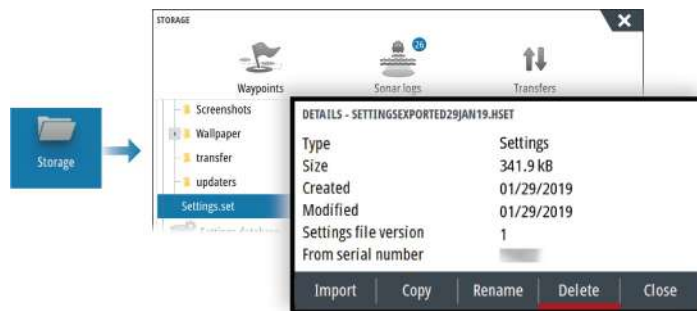 STORAGE
26
Waypoints
Sonar logs
Transfers
Storage
Screenshots
Wallpaper
transfer
updaters
Settings.set
Settings database
DETAILS - SETTINGSEXPORTED29JAN19.HSET
Type Settings
Size 341.9 kB
Created 01/29/2019
Modified 01/29/2019
Settings file version 1
From serial number
Import Copy Rename Delete Close